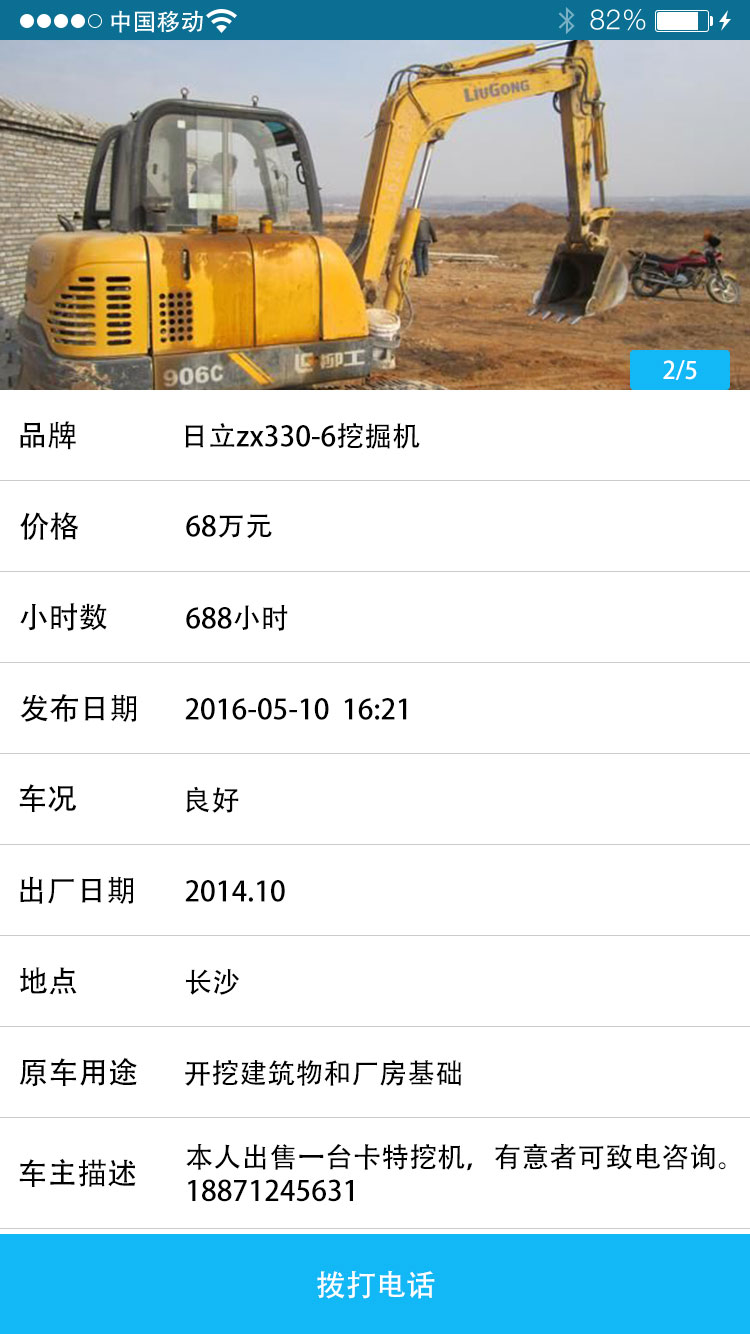 中国移动
82%
LiuGong
906C
柳工
2/5
品牌
日立zx330-6挖掘机
价格
68万元
小时数
688小时
发布日期
2016-05-10 16:21
车况
良好
出厂日期
2014.10
地点
长沙
原车用途
开挖建筑物和厂房基础
车主描述
本人出售一台卡特挖机，有意者可致电咨询。
18871245631
拨打电话